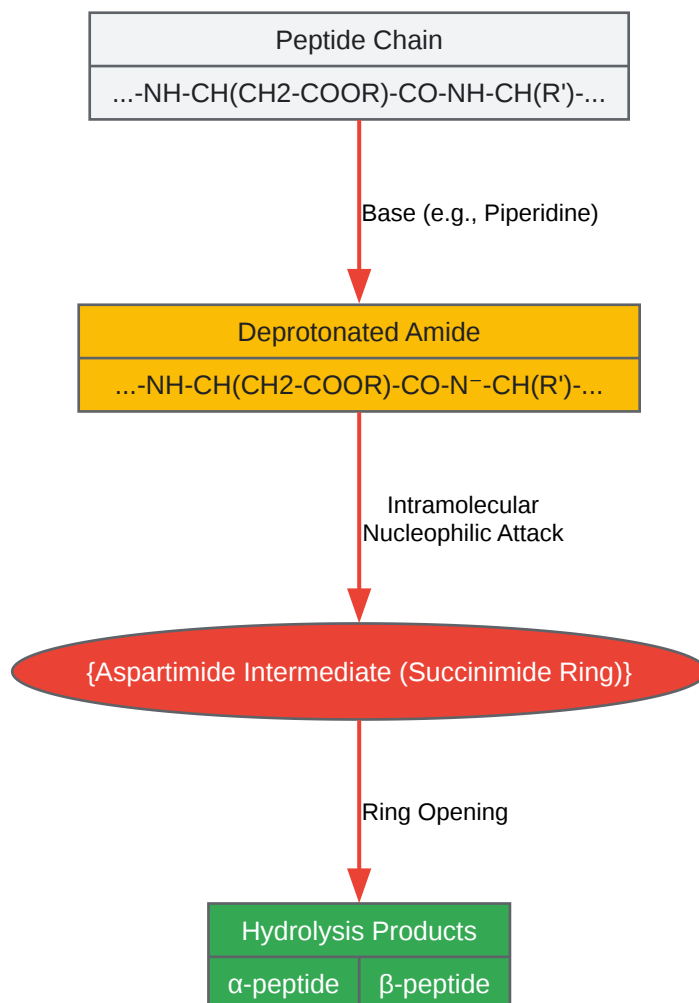 Peptide Chain
...-NH-CH(CH2-COOR)-CO-NH-CH(R')-...
Base (e.g., Piperidine)
Deprotonated Amide
...-NH-CH(CH2-COOR)-CO-N⁻-CH(R')-...
Intramolecular
Nucleophilic Attack
{Aspartimide Intermediate (Succinimide Ring)}
Ring Opening
Hydrolysis Products
α-peptide β-peptide